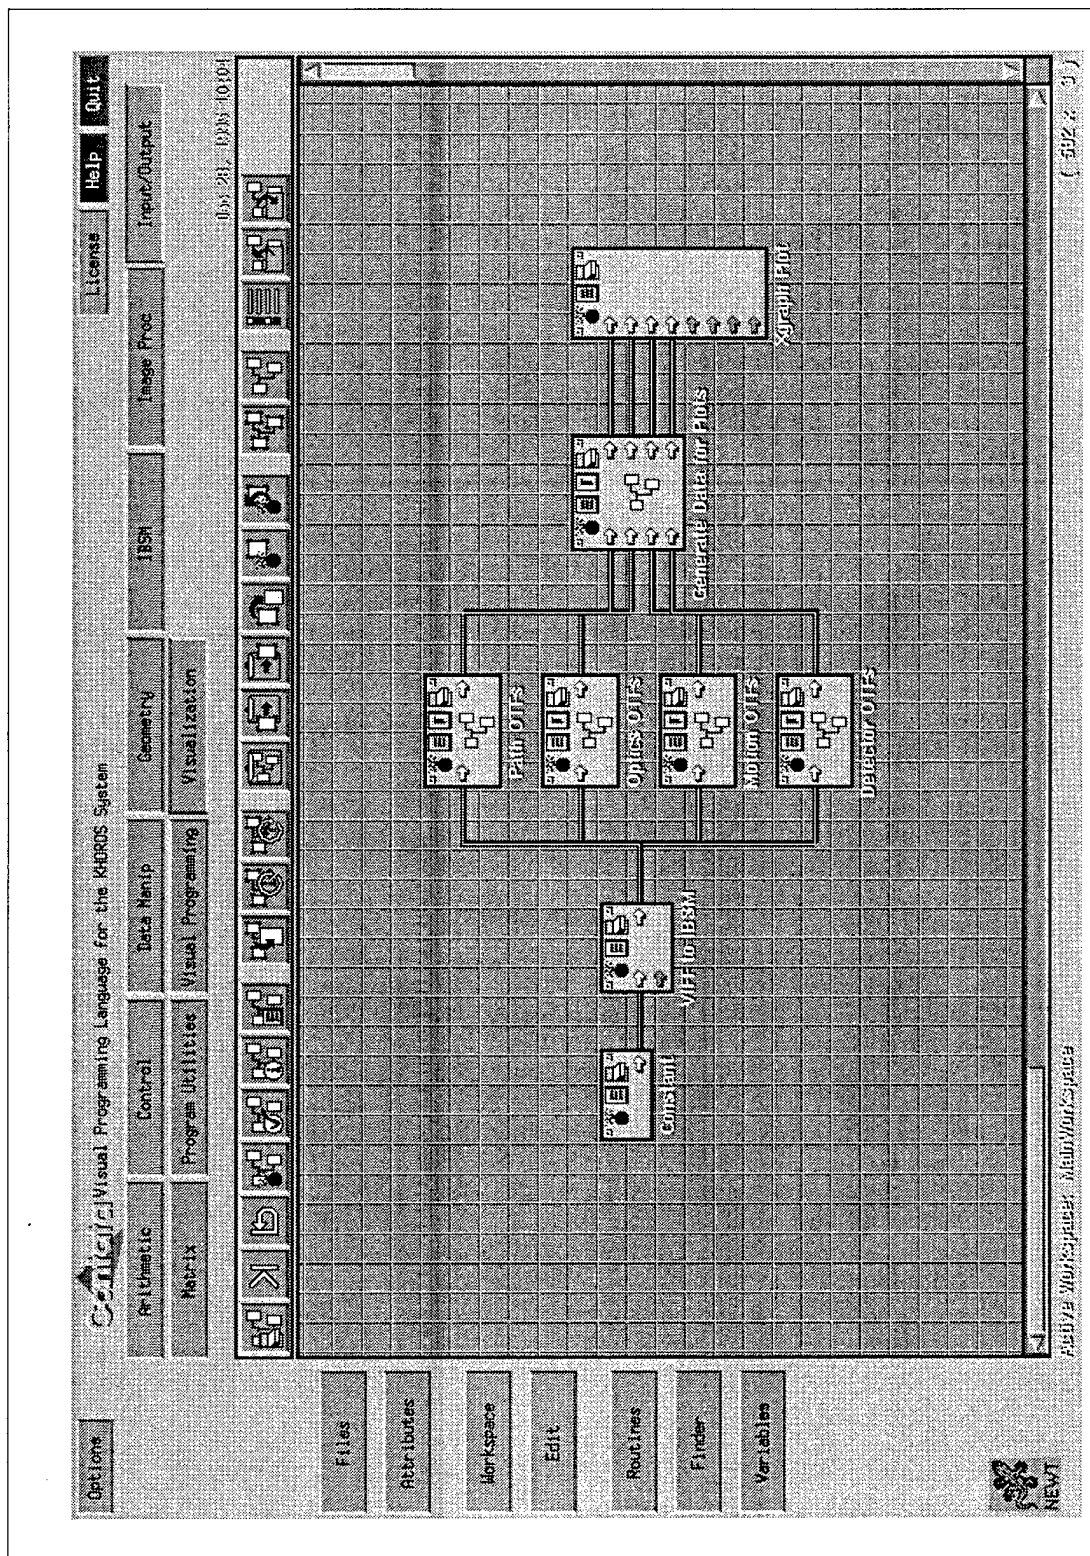 Options
License
Help
Quit
Visual Programming Language for the KHOROS System
Arithmetic
Control
Data Manip
Geometry
IBSM
Image Proc
Input/Output
Matrix
Program Utilities
Visual Programming
Visualization
Files
Attributes
Workspace
Edit
Routines
Finder
Variables
Path OTFs
Optics OTFs
Motion OTFs
Detector OTFs
Constant
VIFF to IBSM
Generate Data for Plots
Xgraph Plot
NEWT
Active Workspace: MainWorkspace